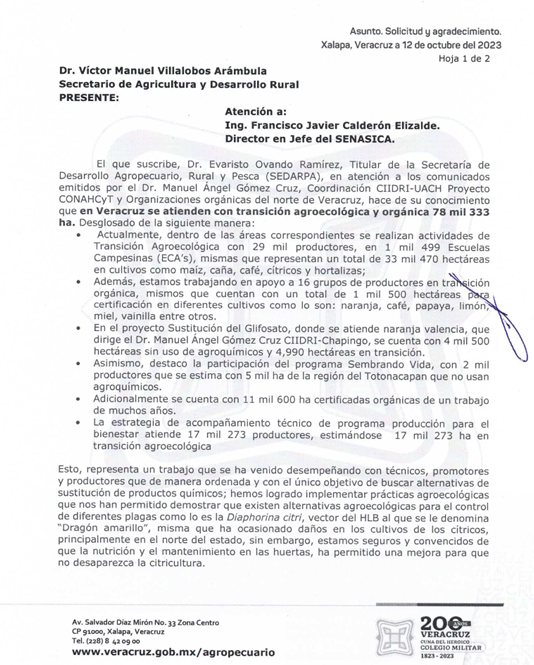 Asunto. Solicitud y agradecimiento.
Xalapa, Veracruz a 12 de octubre del 2023
Hoja 1 de 2
Dr. Víctor Manuel Villalobos Arámbula
Secretario de Agricultura y Desarrollo Rural
PRESENTE:
Atención a:
Ing. Francisco Javier Calderón Elizalde.
Director en Jefe del SENASICA.
El que suscribe, Dr. Evaristo Ovando Ramírez, Titular de la Secretaría de
Desarrollo Agropecuario, Rural y Pesca (SEDARPA), en atención a los comunicados
emitidos por el Dr. Manuel Ángel Gómez Cruz, Coordinación CIIDRI-UACH Proyecto
CONAHCyT y Organizaciones orgánicas del norte de Veracruz, hace de su conocimiento
que en Veracruz se atienden con transición agroecológica y orgánica 78 mil 333
ha. Desglosado de la siguiente manera:
• Actualmente, dentro de las áreas correspondientes se realizan actividades de
Transición Agroecológica con 29 mil productores, en 1 mil 499 Escuelas
Campesinas (ECA's), mismas que representan un total de 33 mil 470 hectáreas
en cultivos como maíz, caña, café, cítricos y hortalizas;
• Además, estamos trabajando en apoyo a 16 grupos de productores en transición
orgánica, mismos que cuentan con un total de 1 mil 500 hectáreas para
certificación en diferentes cultivos como lo son: naranja, café, papaya, limón,
miel, vainilla entre otros.
• En el proyecto Sustitución del Glifosato, donde se atiende naranja valencia, que
dirige el Dr. Manuel Ángel Gómez Cruz CIIDRI-Chapingo, se cuenta con 4 mil 500
hectáreas sin uso de agroquímicos y 4,990 hectáreas en transición.
• Asimismo, destaco la participación del programa Sembrando Vida, con 2 mil
productores que se estima con 5 mil ha de la región del Totonacapan que no usan
agroquímicos.
• Adicionalmente se cuenta con 11 mil 600 ha certificadas orgánicas de un trabajo
de muchos años.
• La estrategia de acompañamiento técnico de programa producción para el
bienestar atiende 17 mil 273 productores, estimándose 17 mil 273 ha en
transición agroecológica
Esto, representa un trabajo que se ha venido desempeñando con técnicos, promotores
y productores que de manera ordenada y con el único objetivo de buscar alternativas de
sustitución de productos químicos; hemos logrado implementar prácticas agroecológicas
que nos han permitido demostrar que existen alternativas agroecológicas para el control
de diferentes plagas como lo es la Diaphorina citri, vector del HLB al que se le denomina
"Dragón amarillo", misma que ha ocasionado daños en los cultivos de los cítricos,
principalmente en el norte del estado, sin embargo, estamos seguros y convencidos de
que la nutrición y el mantenimiento en las huertas, ha permitido una mejora para que
no desaparezca la citricultura.
Av. Salvador Díaz Mirón No. 33 Zona Centro
CP 91000, Xalapa, Veracruz
Tel. (228) 8 42 09 00
www.veracruz.gob.mx/agropecuario
200 AÑOS
VERACRUZ
CUNA DEL HEROICO
COLEGIO MILITAR
1823 - 2023